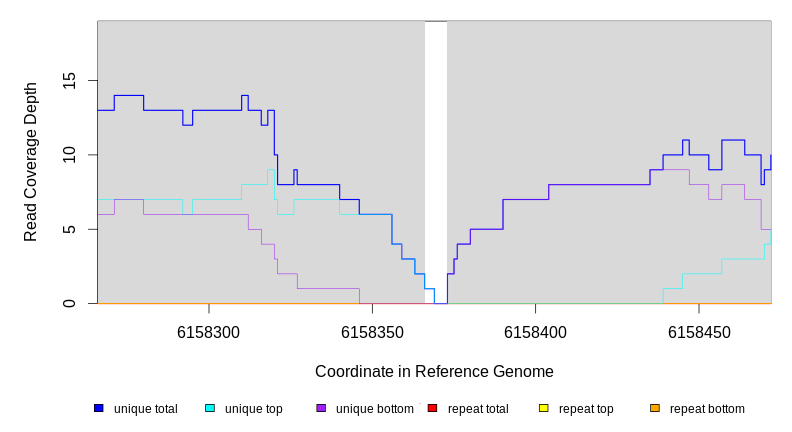 Read Coverage Depth
15
10
5
0
6158300 6158350 6158400 6158450
Coordinate in Reference Genome
unique total unique top unique bottom repeat total repeat top repeat bottom